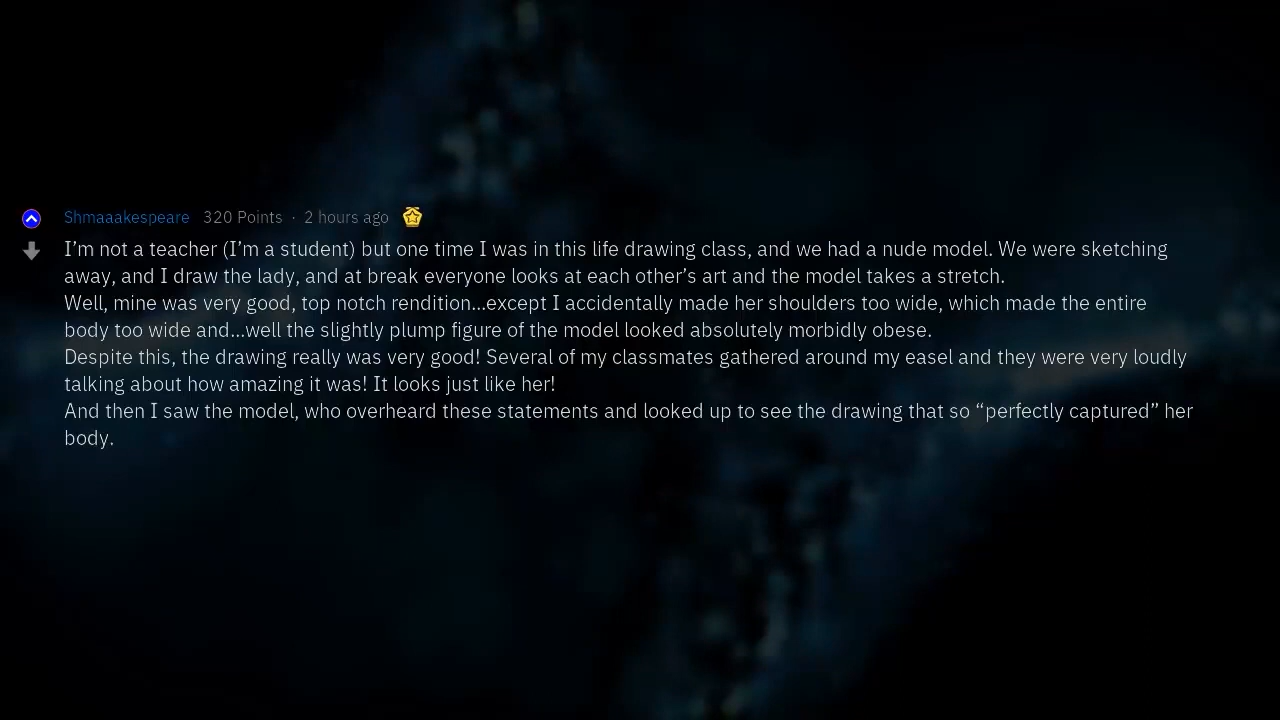 Shmaaakespeare 320 Points · 2 hours ago
I’m not a teacher (I’m a student) but one time I was in this life drawing class, and we had a nude model. We were sketching
away, and I draw the lady, and at break everyone looks at each other’s art and the model takes a stretch.
Well, mine was very good, top notch rendition...except I accidentally made her shoulders too wide, which made the entire
body too wide and...well the slightly plump figure of the model looked absolutely morbidly obese.
Despite this, the drawing really was very good! Several of my classmates gathered around my easel and they were very loudly
talking about how amazing it was! It looks just like her!
And then I saw the model, who overheard these statements and looked up to see the drawing that so “perfectly captured” her
body.